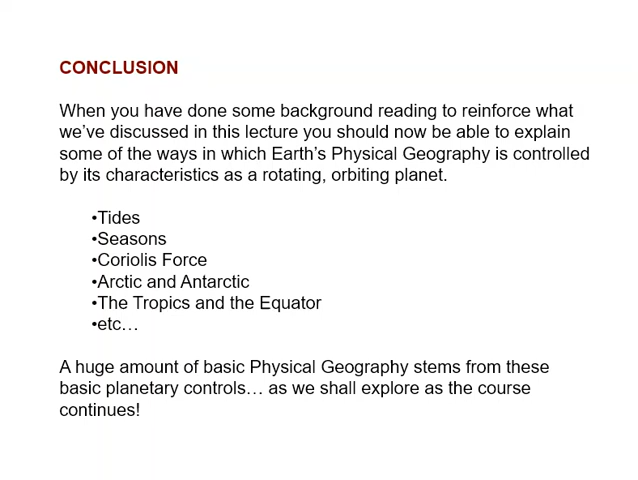 CONCLUSION
When you have done some background reading to reinforce what
we've discussed in this lecture you should now be able to explain
some of the ways in which Earth's Physical Geography is controlled
by its characteristics as a rotating, orbiting planet.
•Tides
•Seasons
•Coriolis Force
•Arctic and Antarctic
•The Tropics and the Equator
•etc…
A huge amount of basic Physical Geography stems from these
basic planetary controls… as we shall explore as the course
continues!